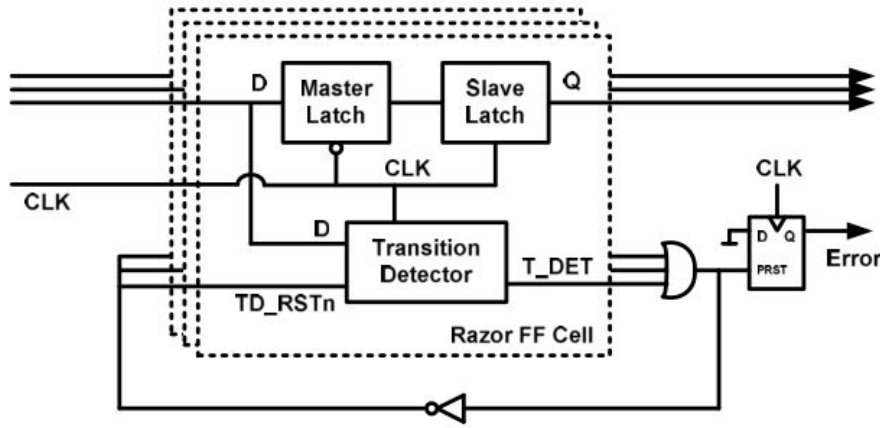 D
Master
Latch
Slave
Latch
Q
CLK
CLK
CLK
D
Transition
Detector
T_DET
D Q
PRST
Error
TD_RSTn
Razor FF Cell